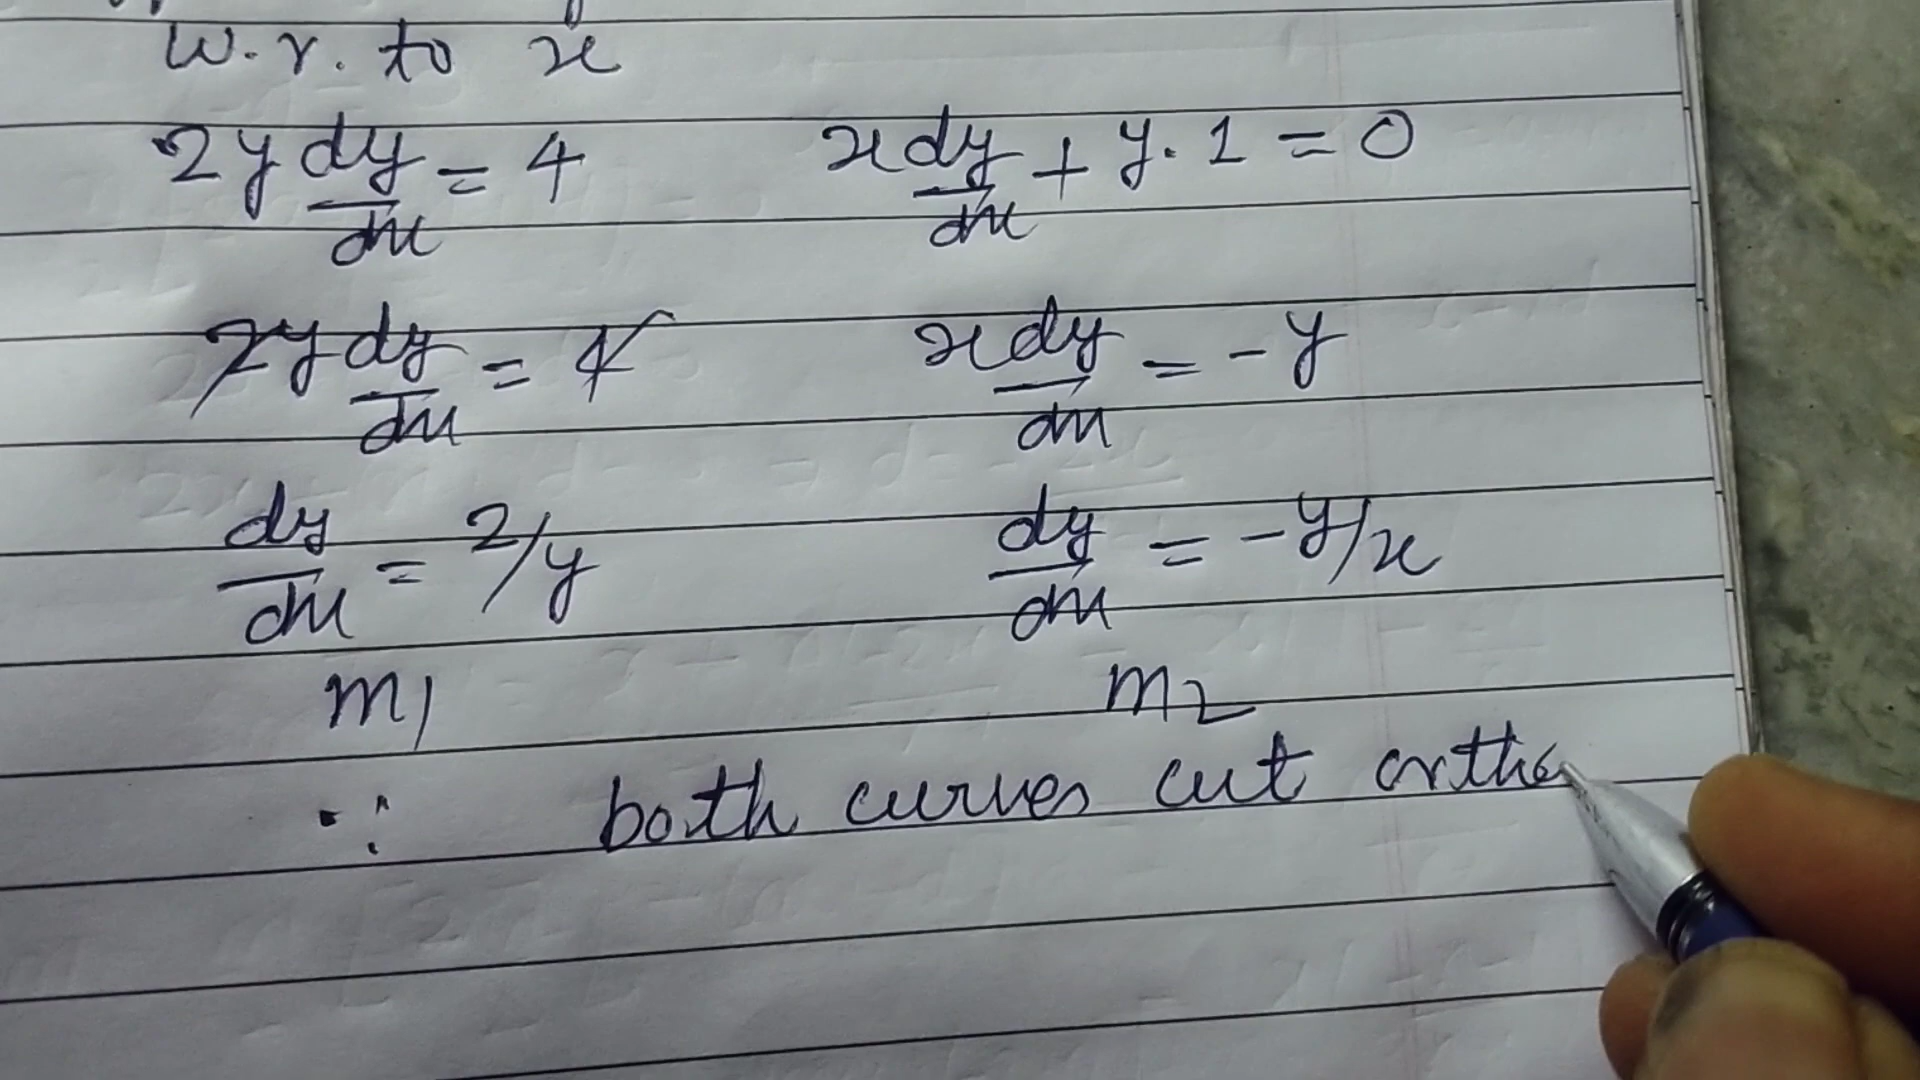 w.r. to x
2y dy/dx = 4 x dy/dx + y. 1 = 0
2y dy/dx = 4 x dy/dx = -y
dy/dx = 2/y dy/dx = -y/x
m1 m2
∵ both curves cut ortho